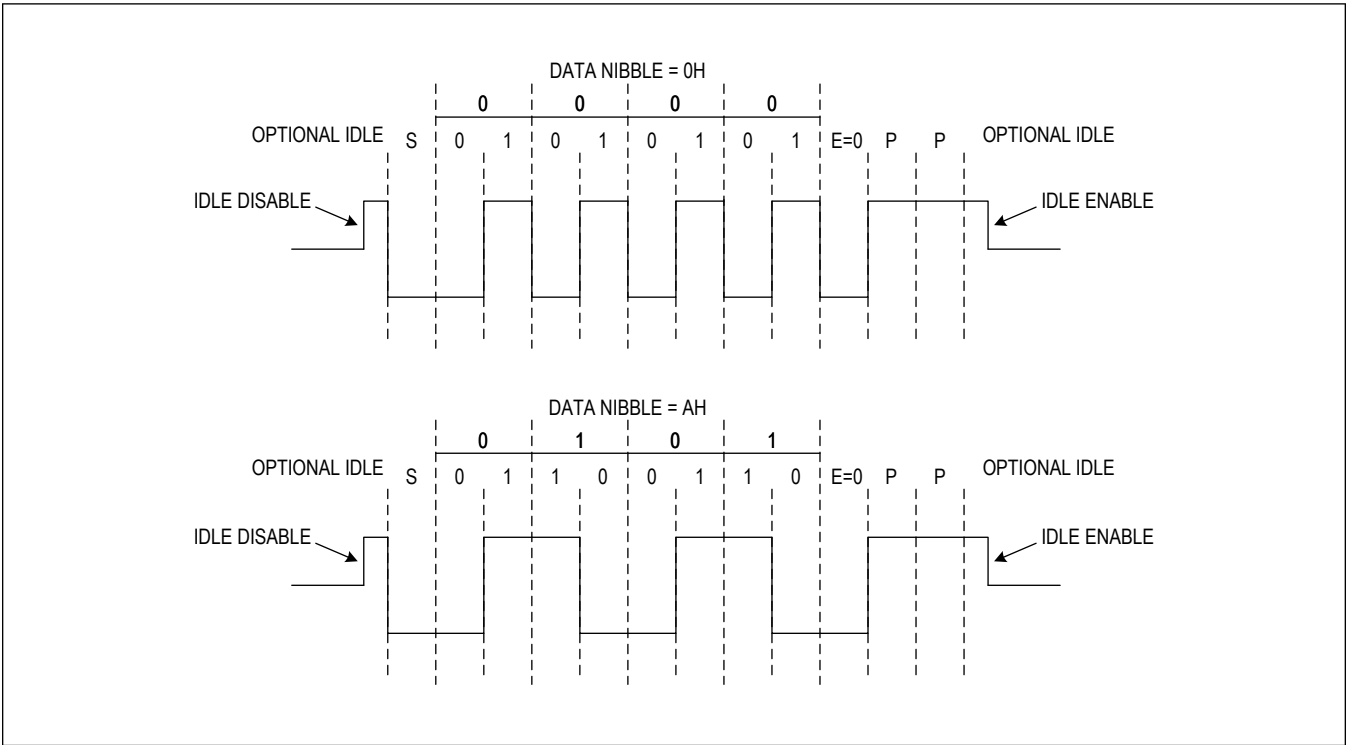 DATA NIBBLE = 0H
0 0 0 0
OPTIONAL IDLE S 0 1 0 1 0 1 0 1 E=0 P P OPTIONAL IDLE
IDLE DISABLE IDLE ENABLE
DATA NIBBLE = AH
0 1 0 1
OPTIONAL IDLE S 0 1 1 0 0 1 1 0 E=0 P P OPTIONAL IDLE
IDLE DISABLE IDLE ENABLE